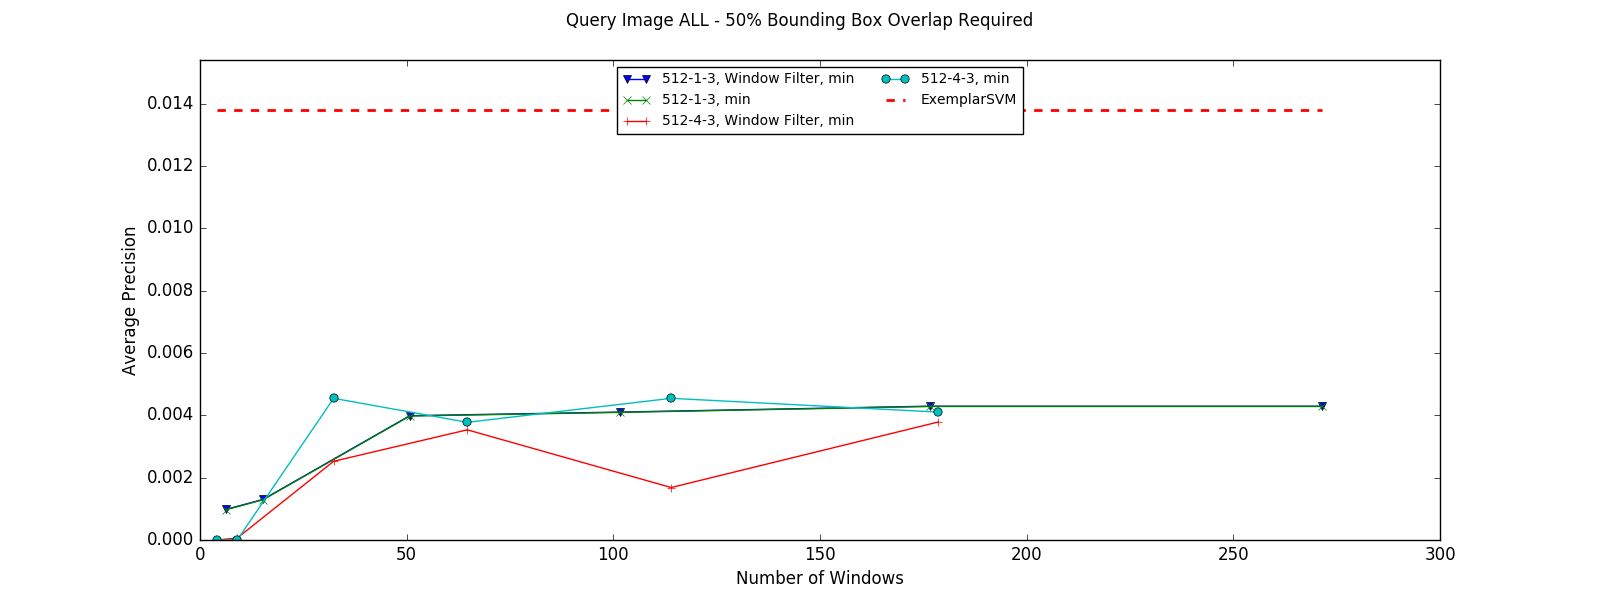 Query Image ALL - 50% Bounding Box Overlap Required
512-1-3, Window Filter, min
512-1-3, min
512-4-3, Window Filter, min
512-4-3, min
ExemplarSVM
Average Precision
0.014
0.012
0.010
0.008
0.006
0.004
0.002
0.000
0 50 100 150 200 250 300
Number of Windows